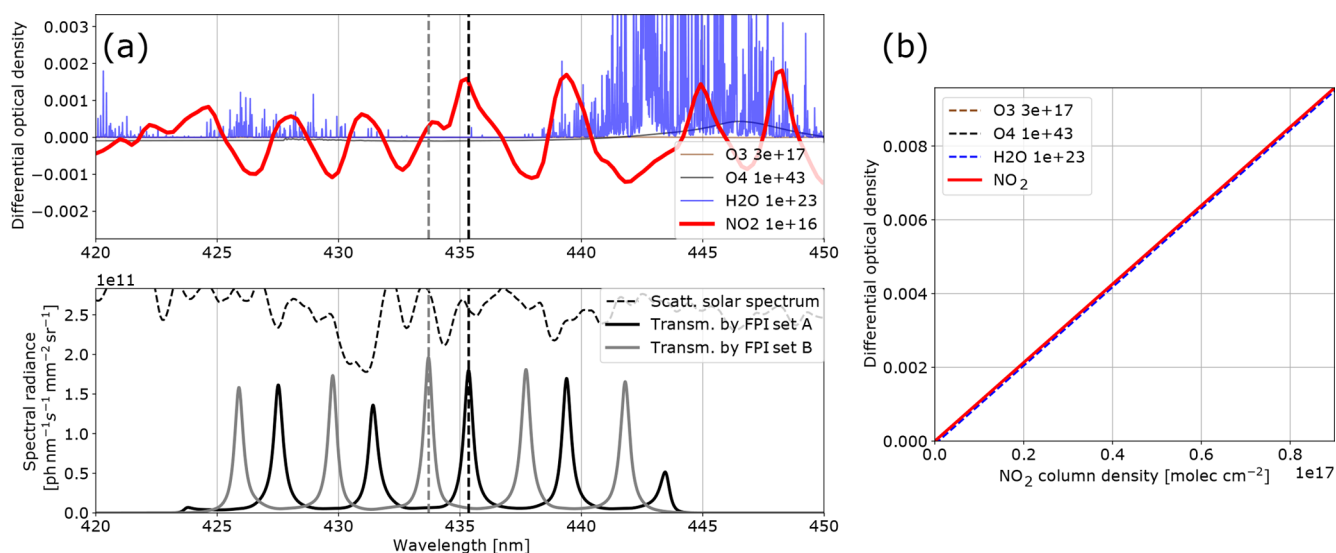 (a)
Differential optical density
0.003
0.002
0.001
0.000
−0.001
−0.002
O3 3e+17
O4 1e+43
H2O 1e+23
NO2 1e+16
420
425
430
435
440
445
450
1e11
Spectral radiance
[ph nm⁻¹s⁻¹ mm⁻² sr⁻¹]
2.5
2.0
1.5
1.0
0.5
0.0
Scatt. solar spectrum
Transm. by FPI set A
Transm. by FPI set B
420
425
430
435
440
445
450
Wavelength [nm]
(b)
Differential optical density
0.008
0.006
0.004
0.002
0.000
O3 3e+17
O4 1e+43
H2O 1e+23
NO₂
0.0
0.2
0.4
0.6
0.8
1e17
NO₂ column density [molec cm⁻²]